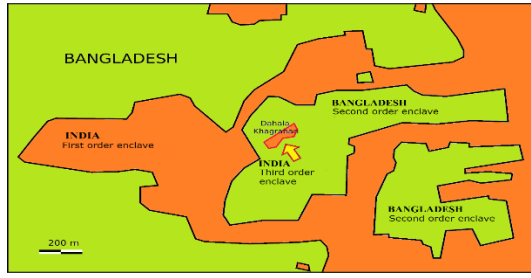 BANGLADESH
BANGLADESH
Second order enclave
Dahala
Khagrabari
INDIA
First order enclave
INDIA
Third order
enclave
BANGLADESH
Second order enclave
200 m